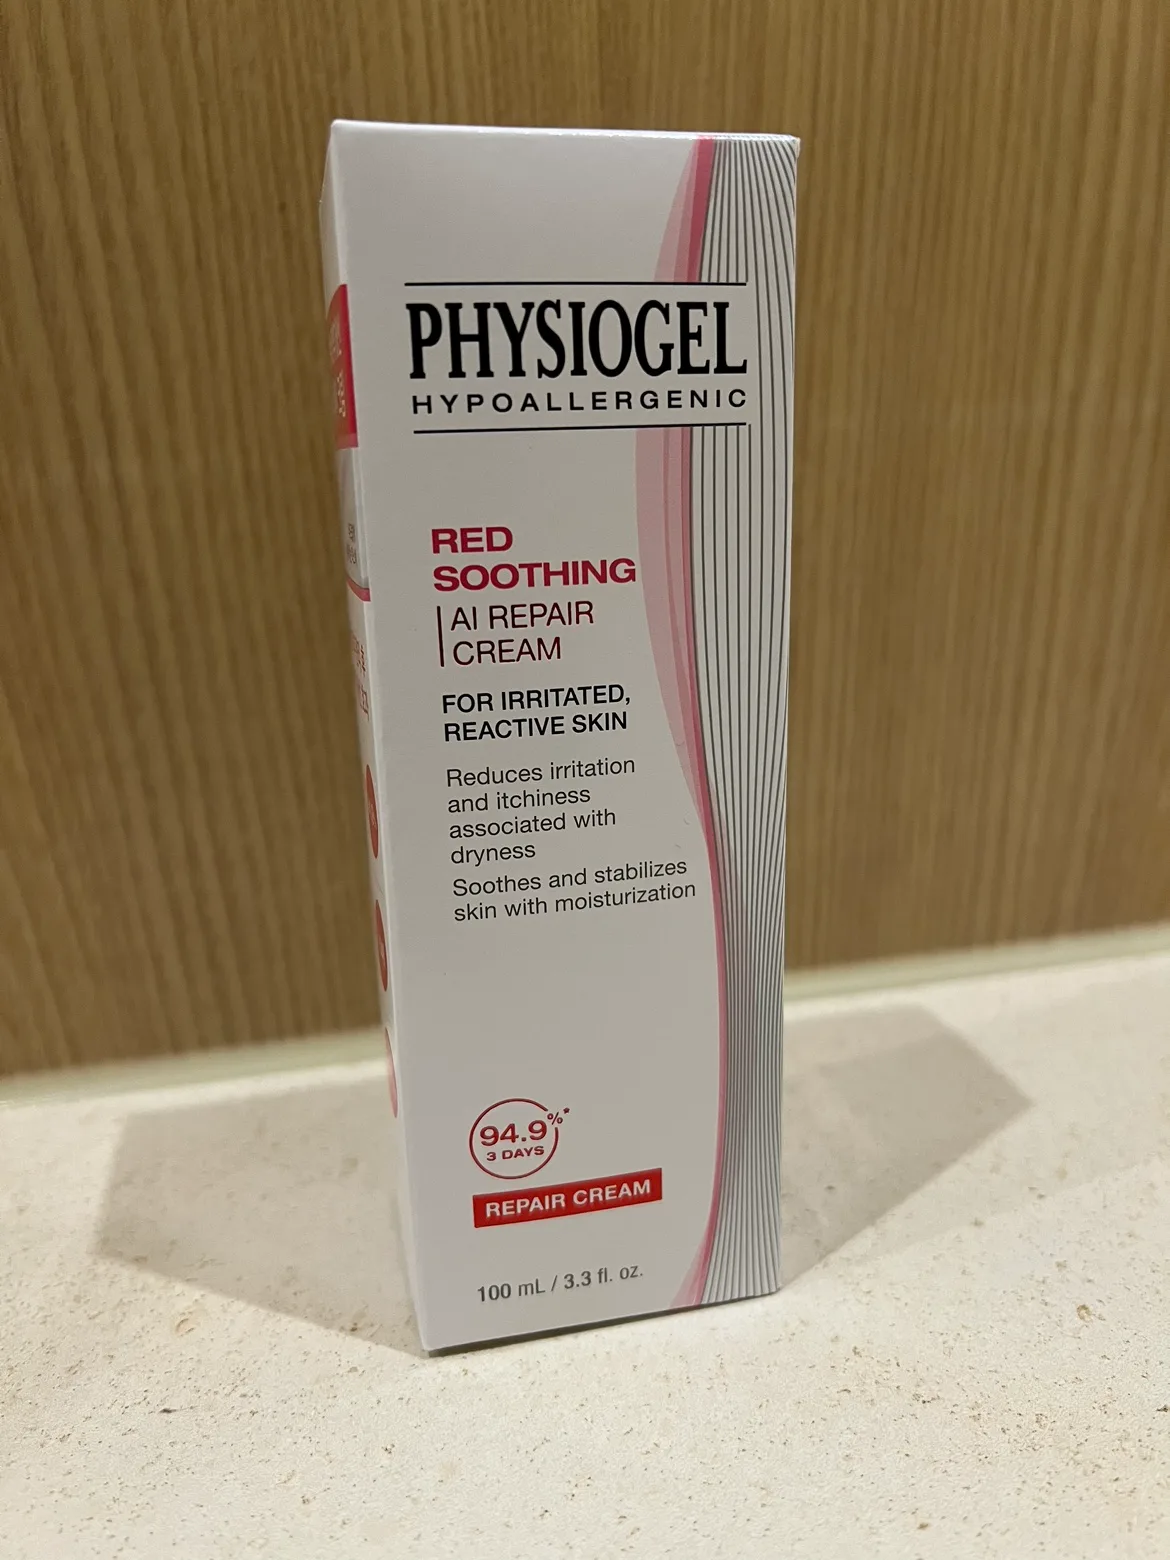 PHYSIOGEL
HYPOALLERGENIC
RED
SOOTHING
AI REPAIR
CREAM
FOR IRRITATED,
REACTIVE SKIN
Reduces irritation
and itchiness
associated with
dryness
Soothes and stabilizes
skin with moisturization
94.9%*
3 DAYS
REPAIR CREAM
100 mL / 3.3 fl. oz.